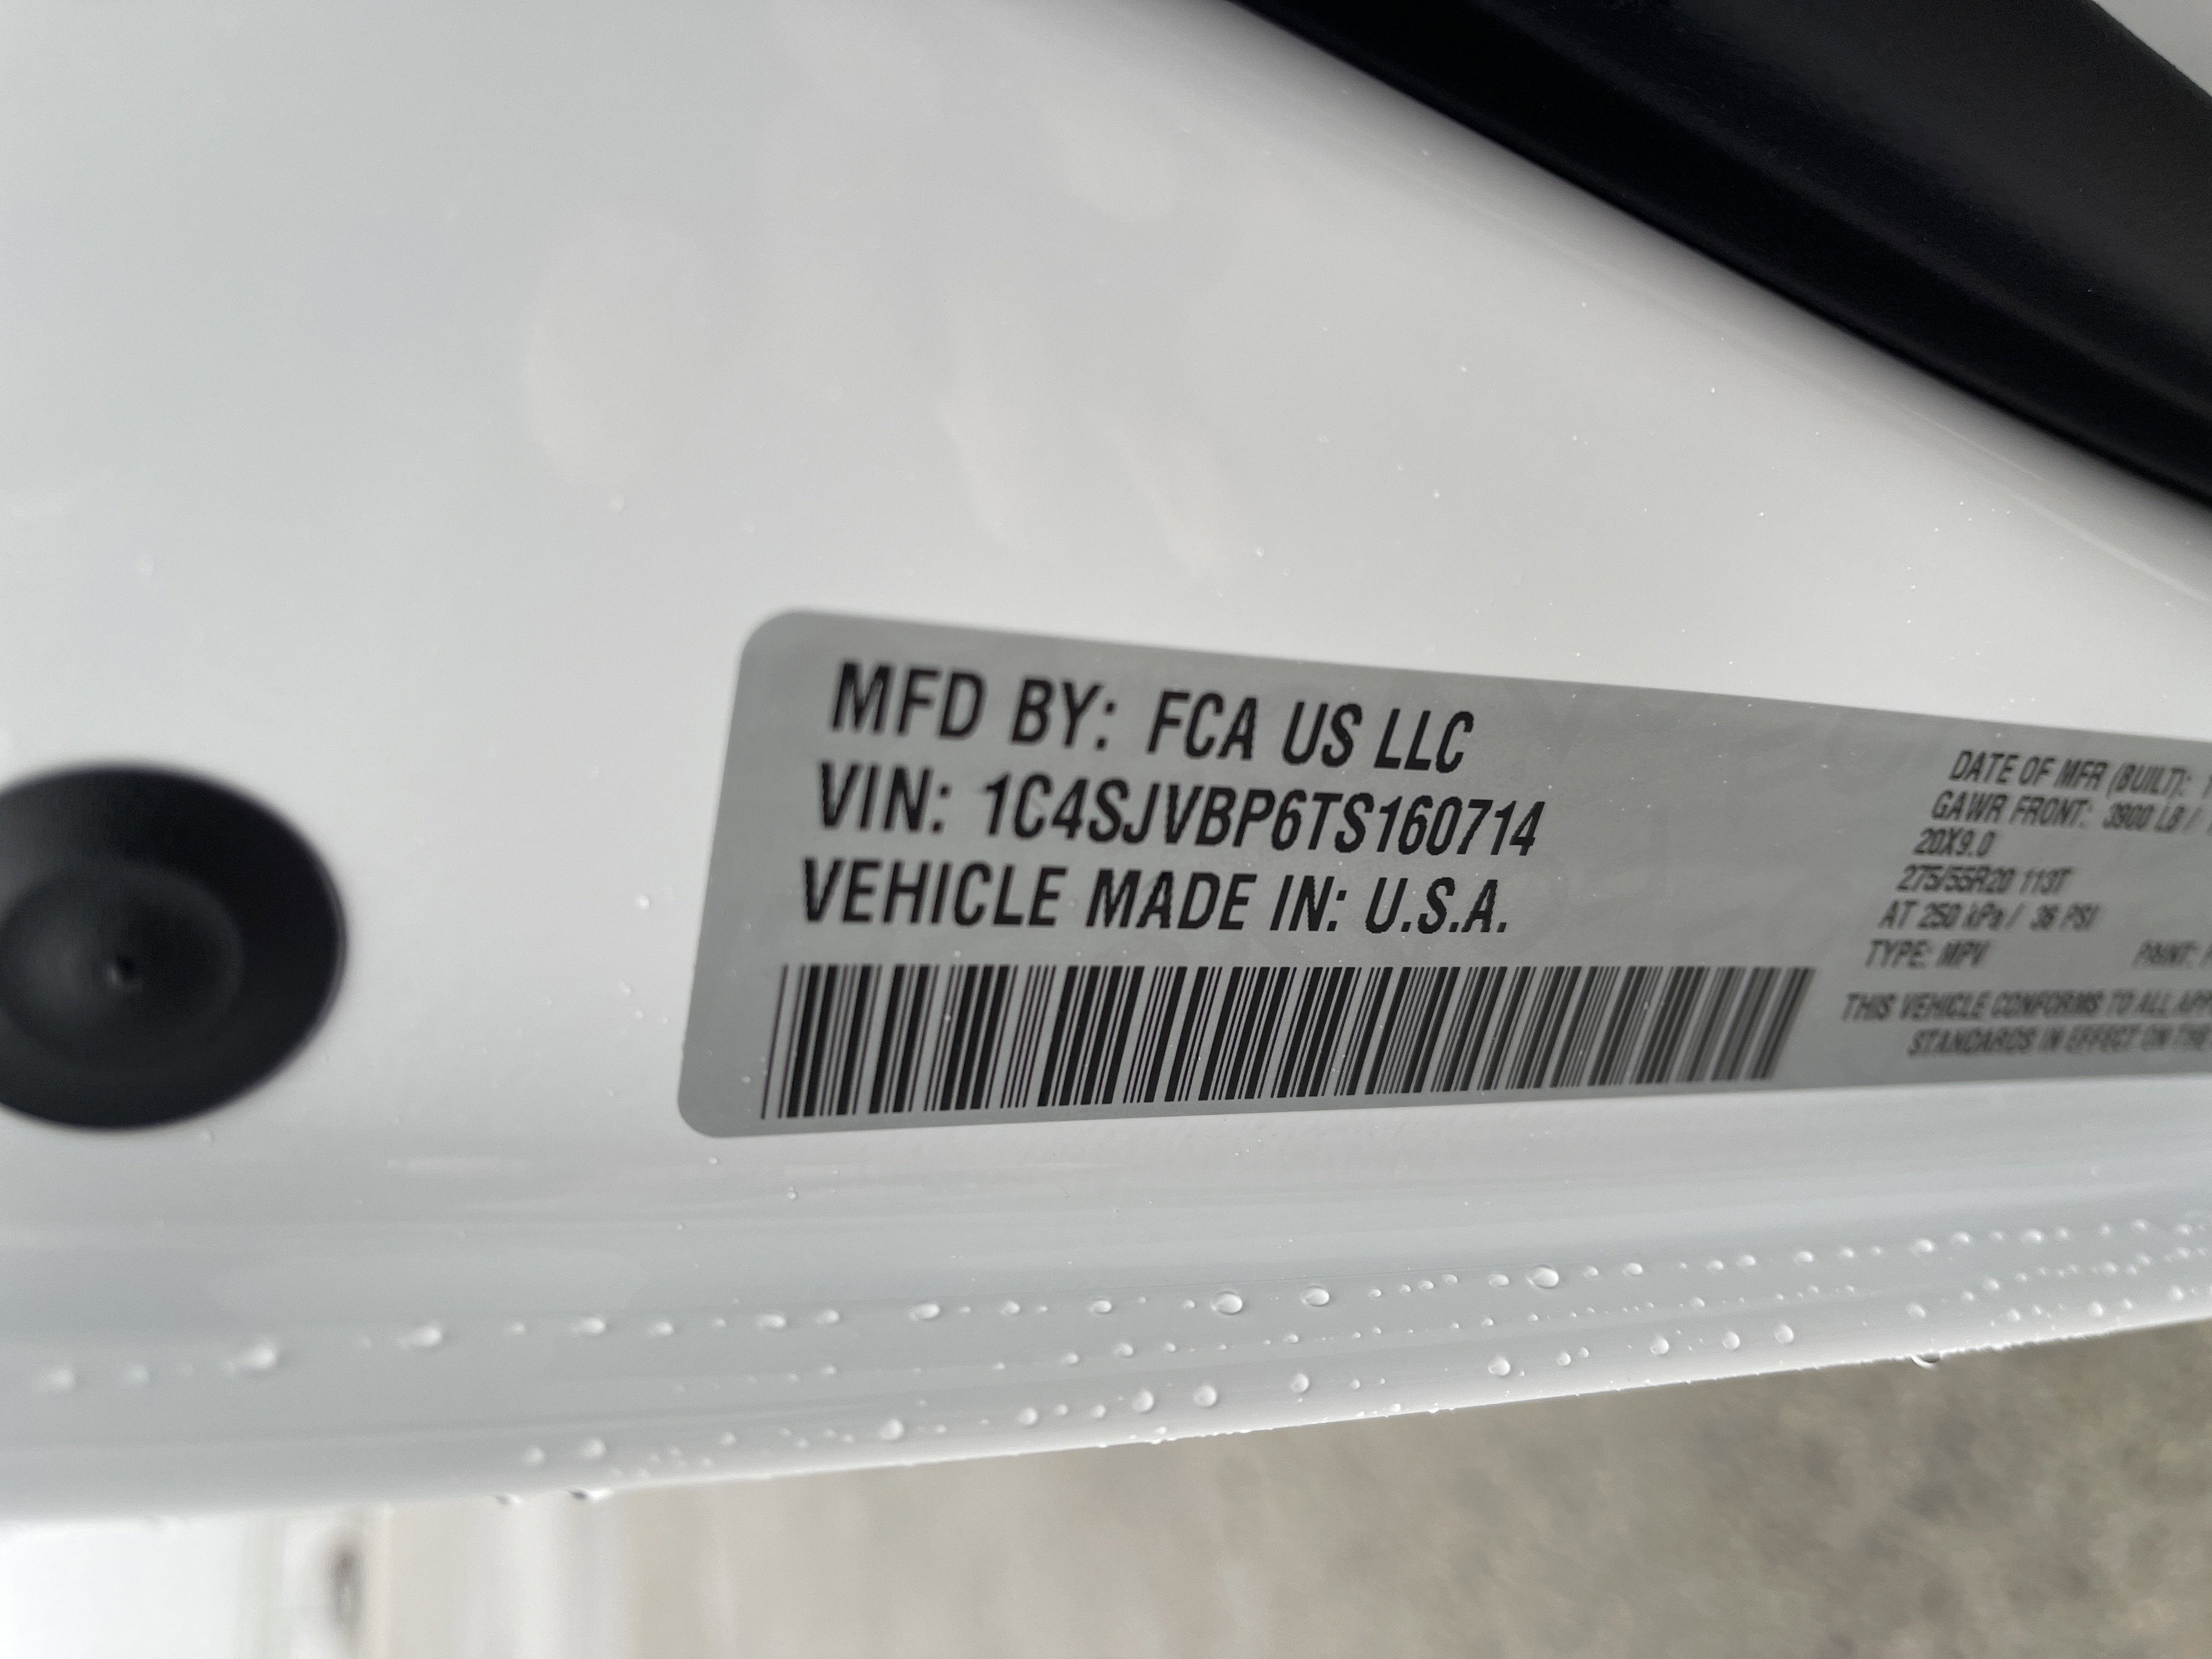 MFD BY: FCA US LLC
VIN: 1C4SJVBP6TS160714
VEHICLE MADE IN: U.S.A.
DATE OF MFR (BUILT): 1
GAWR FRONT: 3900 LB /
20X9.0
275/55R20 113T
AT 250 kPa / 36 PSI
TYPE: MPV PAINT:
THIS VEHICLE CONFORMS TO ALL
STANDARDS IN EFFECT ON THE